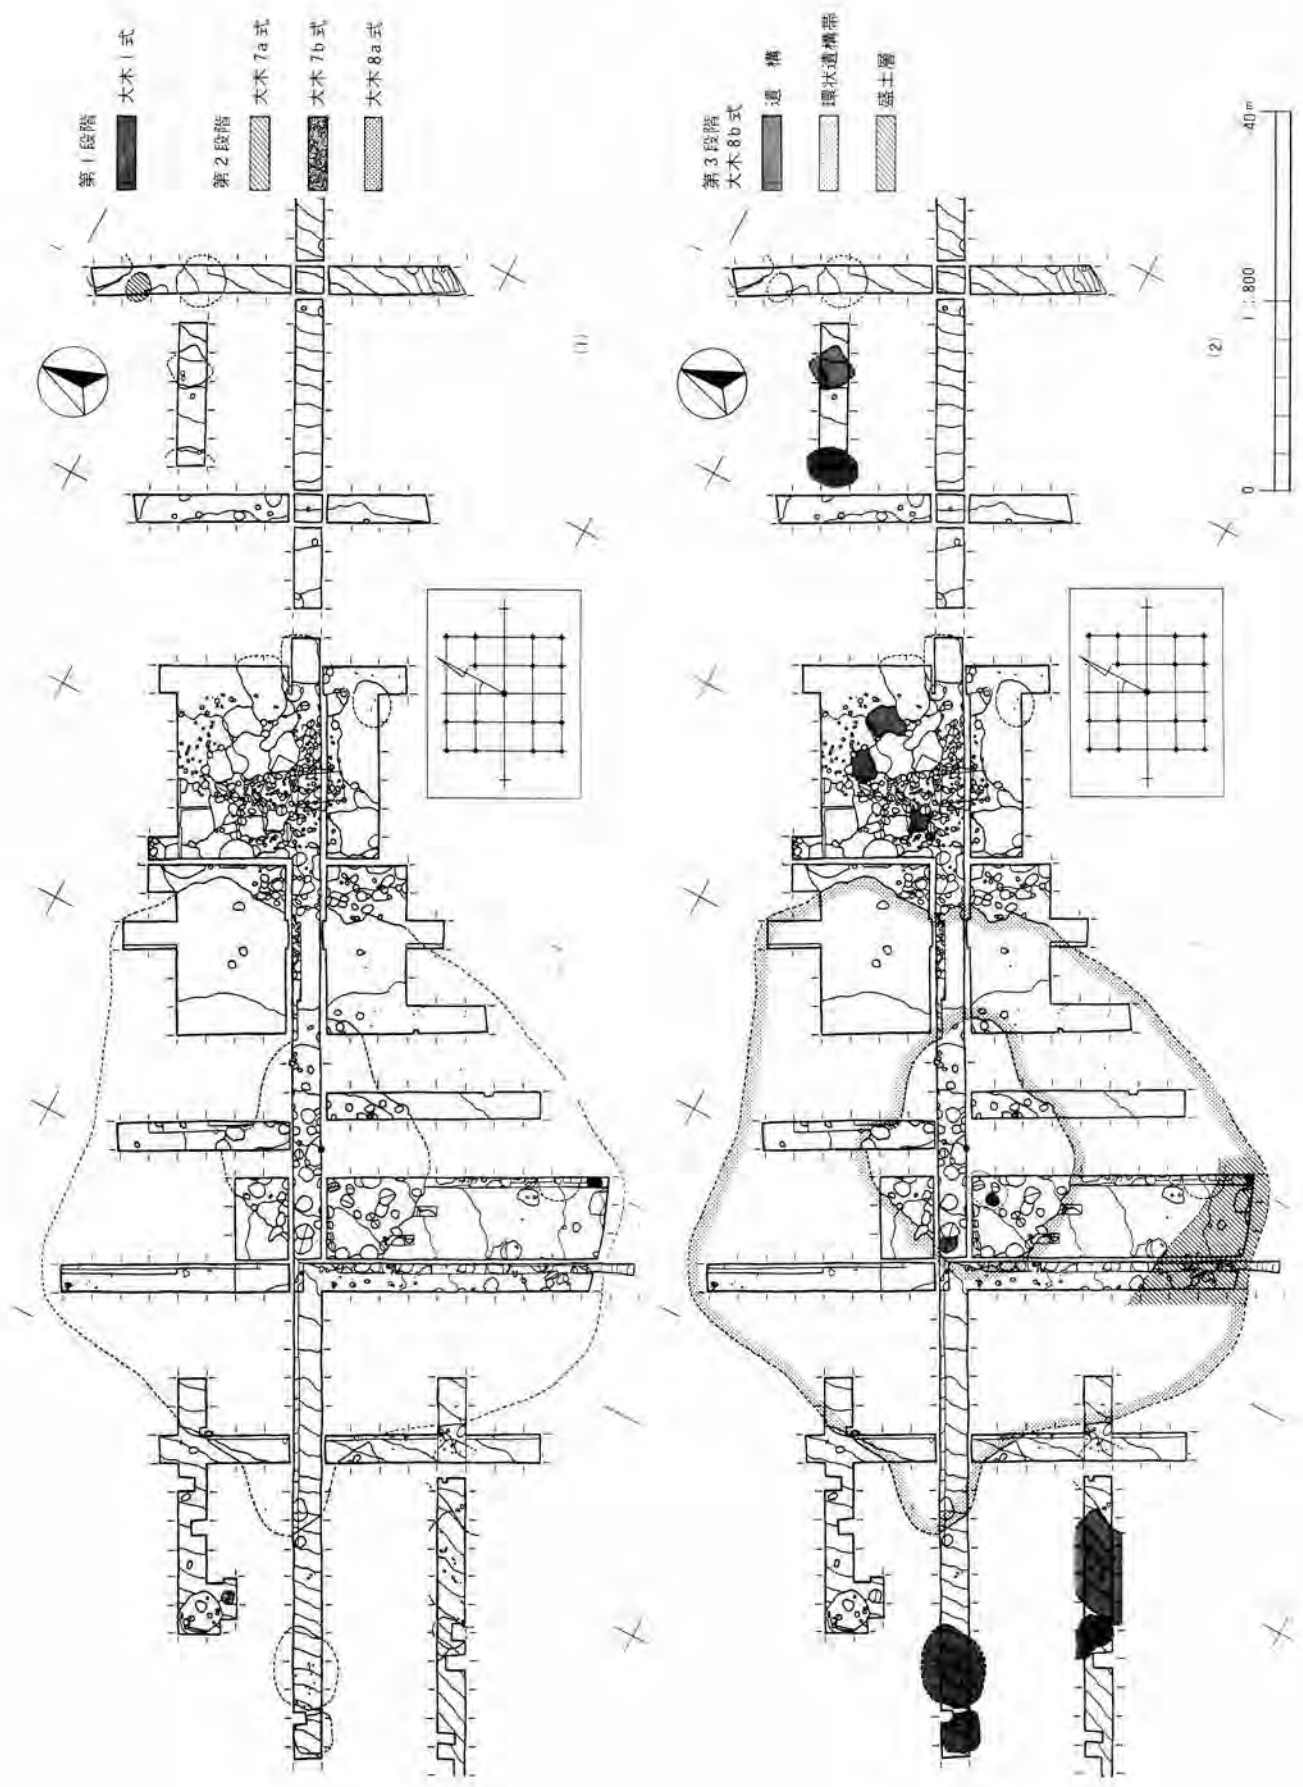 第1段階
大木1式
第2段階
大木7a式
大木7b式
大木8a式
(1)
第3段階
大木8b式
遺 構
環状遺構帯
盛土層
(2)
0 1:800 40m